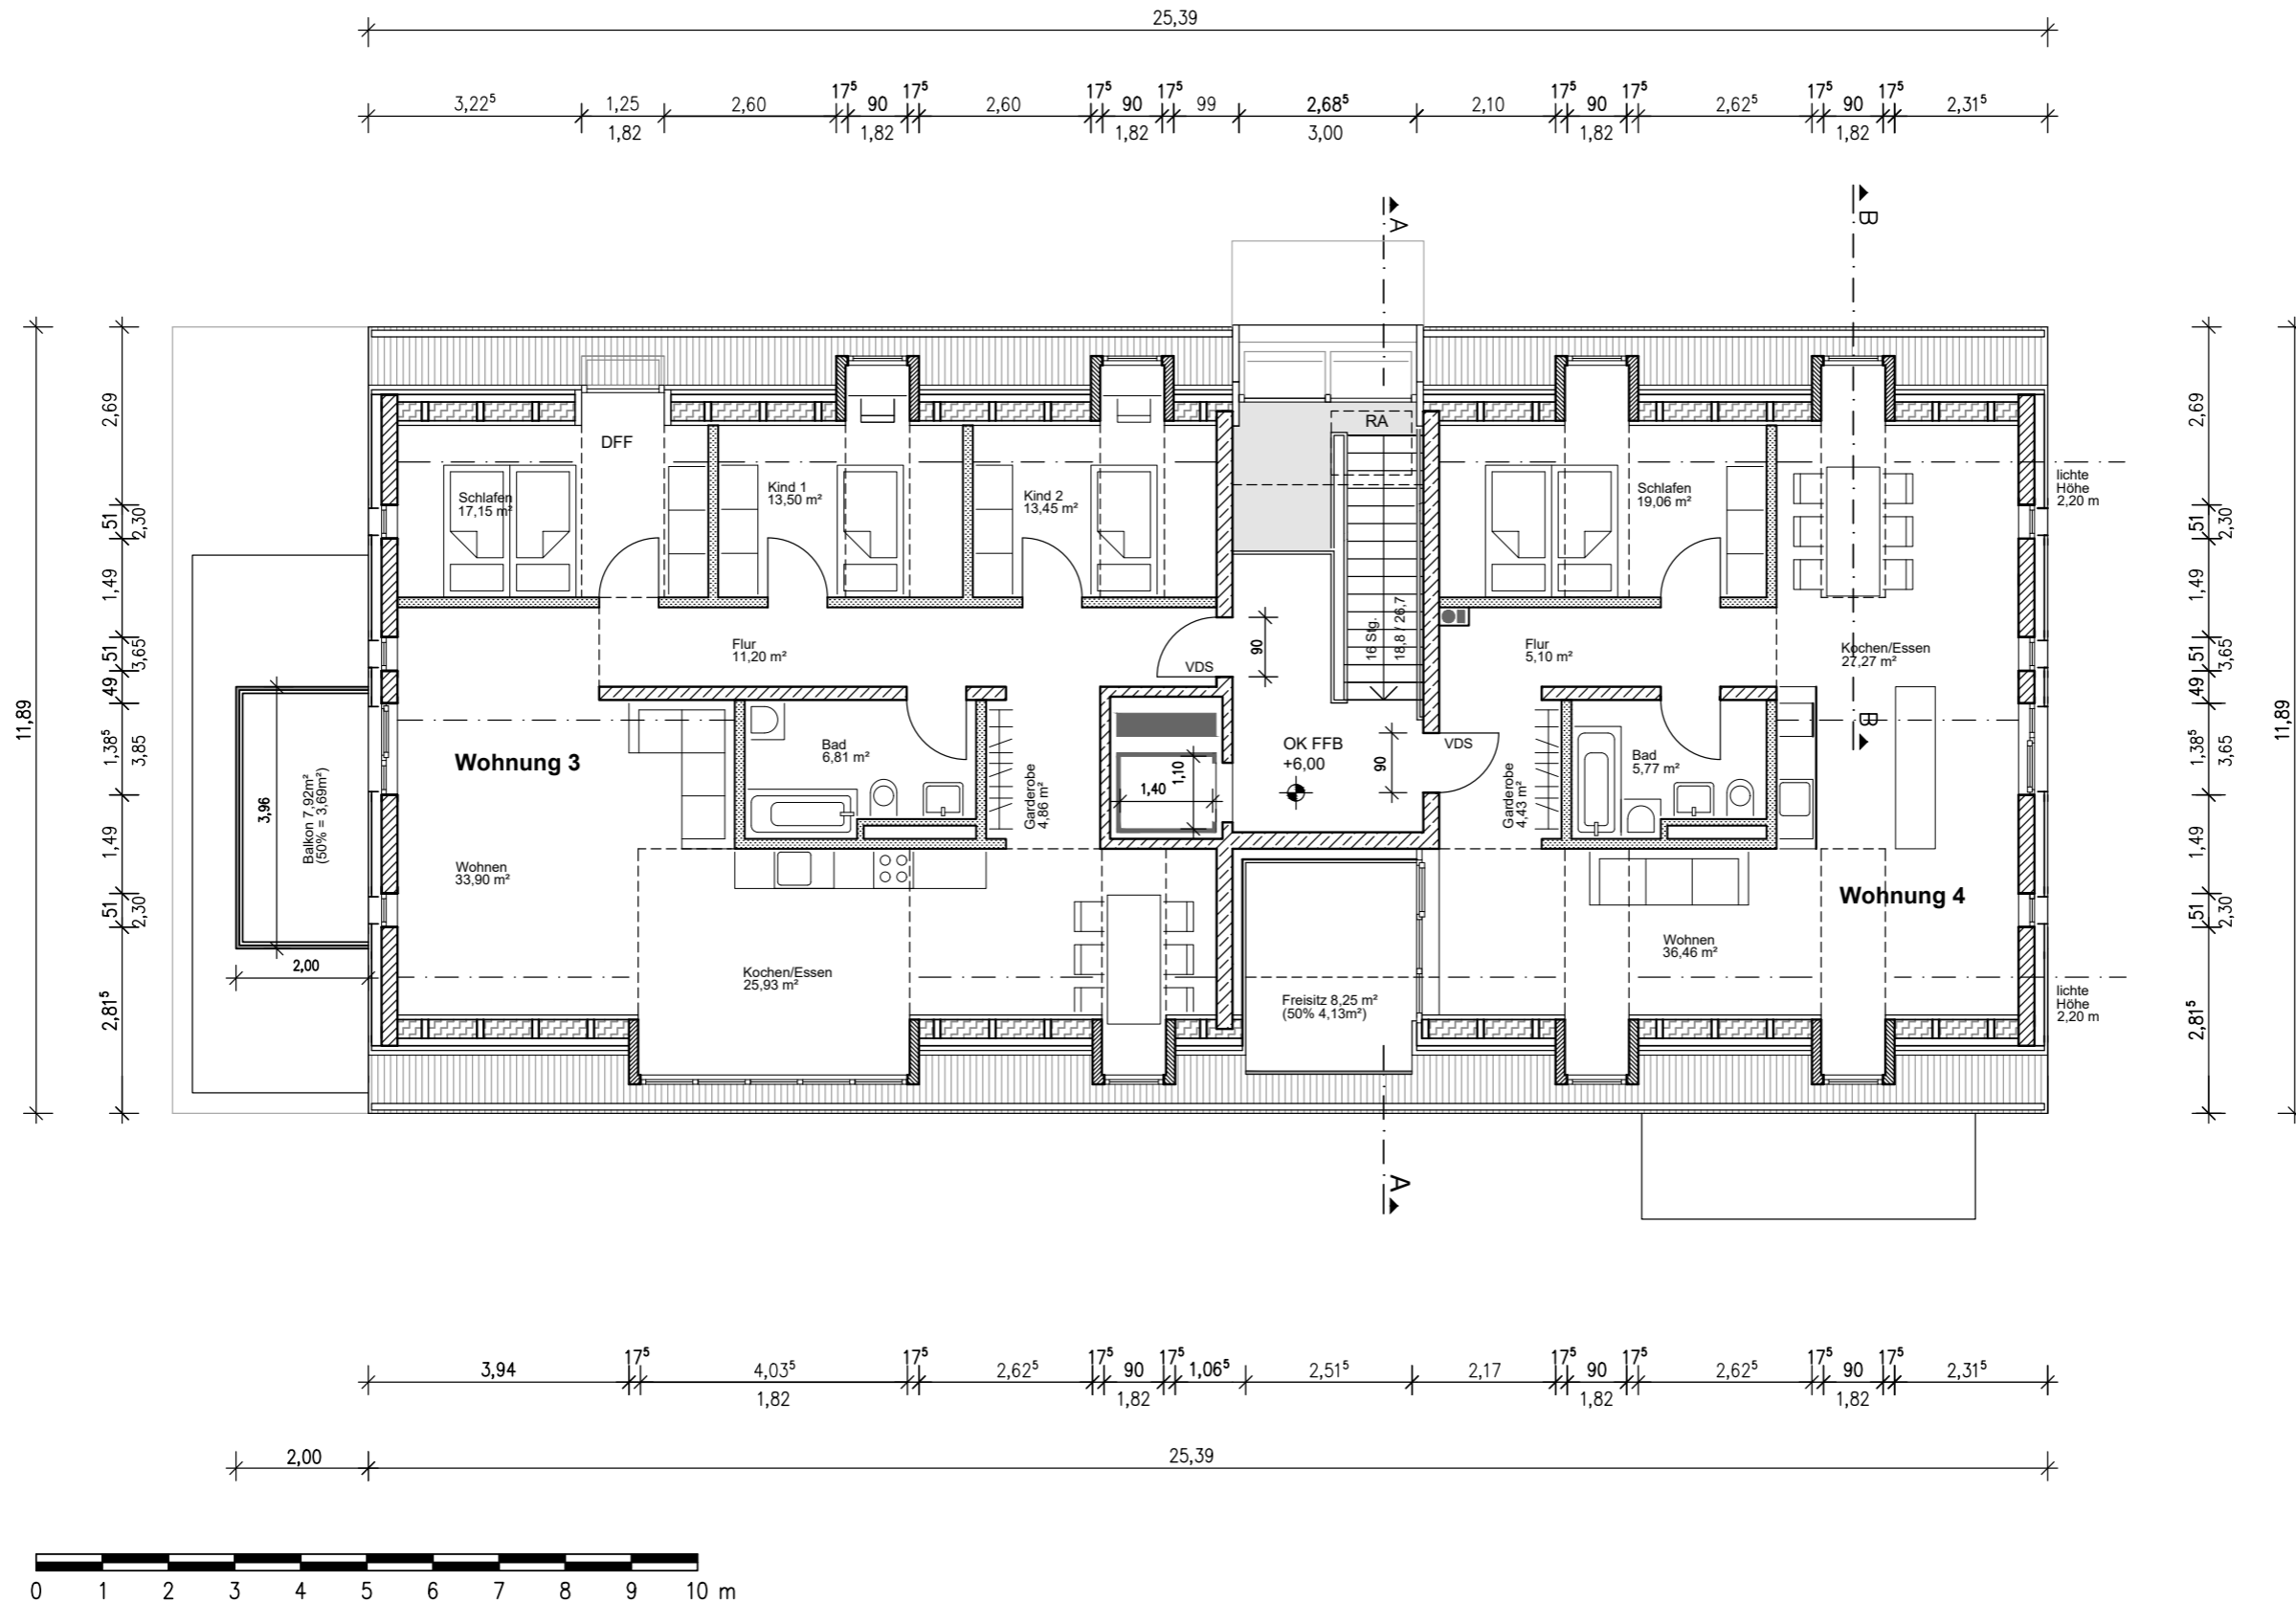 25,39
3,22⁵ 1,25 2,60 17⁵ 90 17⁵ 2,60 17⁵ 90 17⁵ 99 2,68⁵ 2,10 17⁵ 90 17⁵ 2,62⁵ 17⁵ 90 17⁵ 2,31⁵
1,82 1,82 1,82 3,00 1,82 1,82
A
B
11,89
2,69
51
2,30
1,49
51
3,65
49
1,38⁵
3,85
1,49
51
2,30
2,81⁵
DFF
Schlafen
17,15 m²
Kind 1
13,50 m²
Kind 2
13,45 m²
RA
Schlafen
19,06 m²
lichte
Höhe
2,20 m
Flur
11,20 m²
VDS
90
16 Stg.
18,8 / 26,7
Flur
5,10 m²
Kochen/Essen
27,27 m²
Wohnung 3
Bad
6,81 m²
Garderobe
4,86 m²
1,40
1,10
OK FFB
+6,00
90
VDS
Garderobe
4,43 m²
Bad
5,77 m²
B
Balkon 7,92m²
(50% = 3,69m²)
3,96
2,00
Wohnen
33,90 m²
Kochen/Essen
25,93 m²
Freisitz 8,25 m²
(50% 4,13m²)
Wohnen
36,46 m²
Wohnung 4
lichte
Höhe
2,20 m
2,69
51
2,30
1,49
51
3,65
49
1,38⁵
3,65
1,49
51
2,30
2,81⁵
11,89
A
3,94 17⁵ 4,03⁵ 17⁵ 2,62⁵ 17⁵ 90 17⁵ 1,06⁵ 2,51⁵ 2,17 17⁵ 90 17⁵ 2,62⁵ 17⁵ 90 17⁵ 2,31⁵
1,82 1,82 1,82 1,82
2,00 25,39
0 1 2 3 4 5 6 7 8 9 10 m